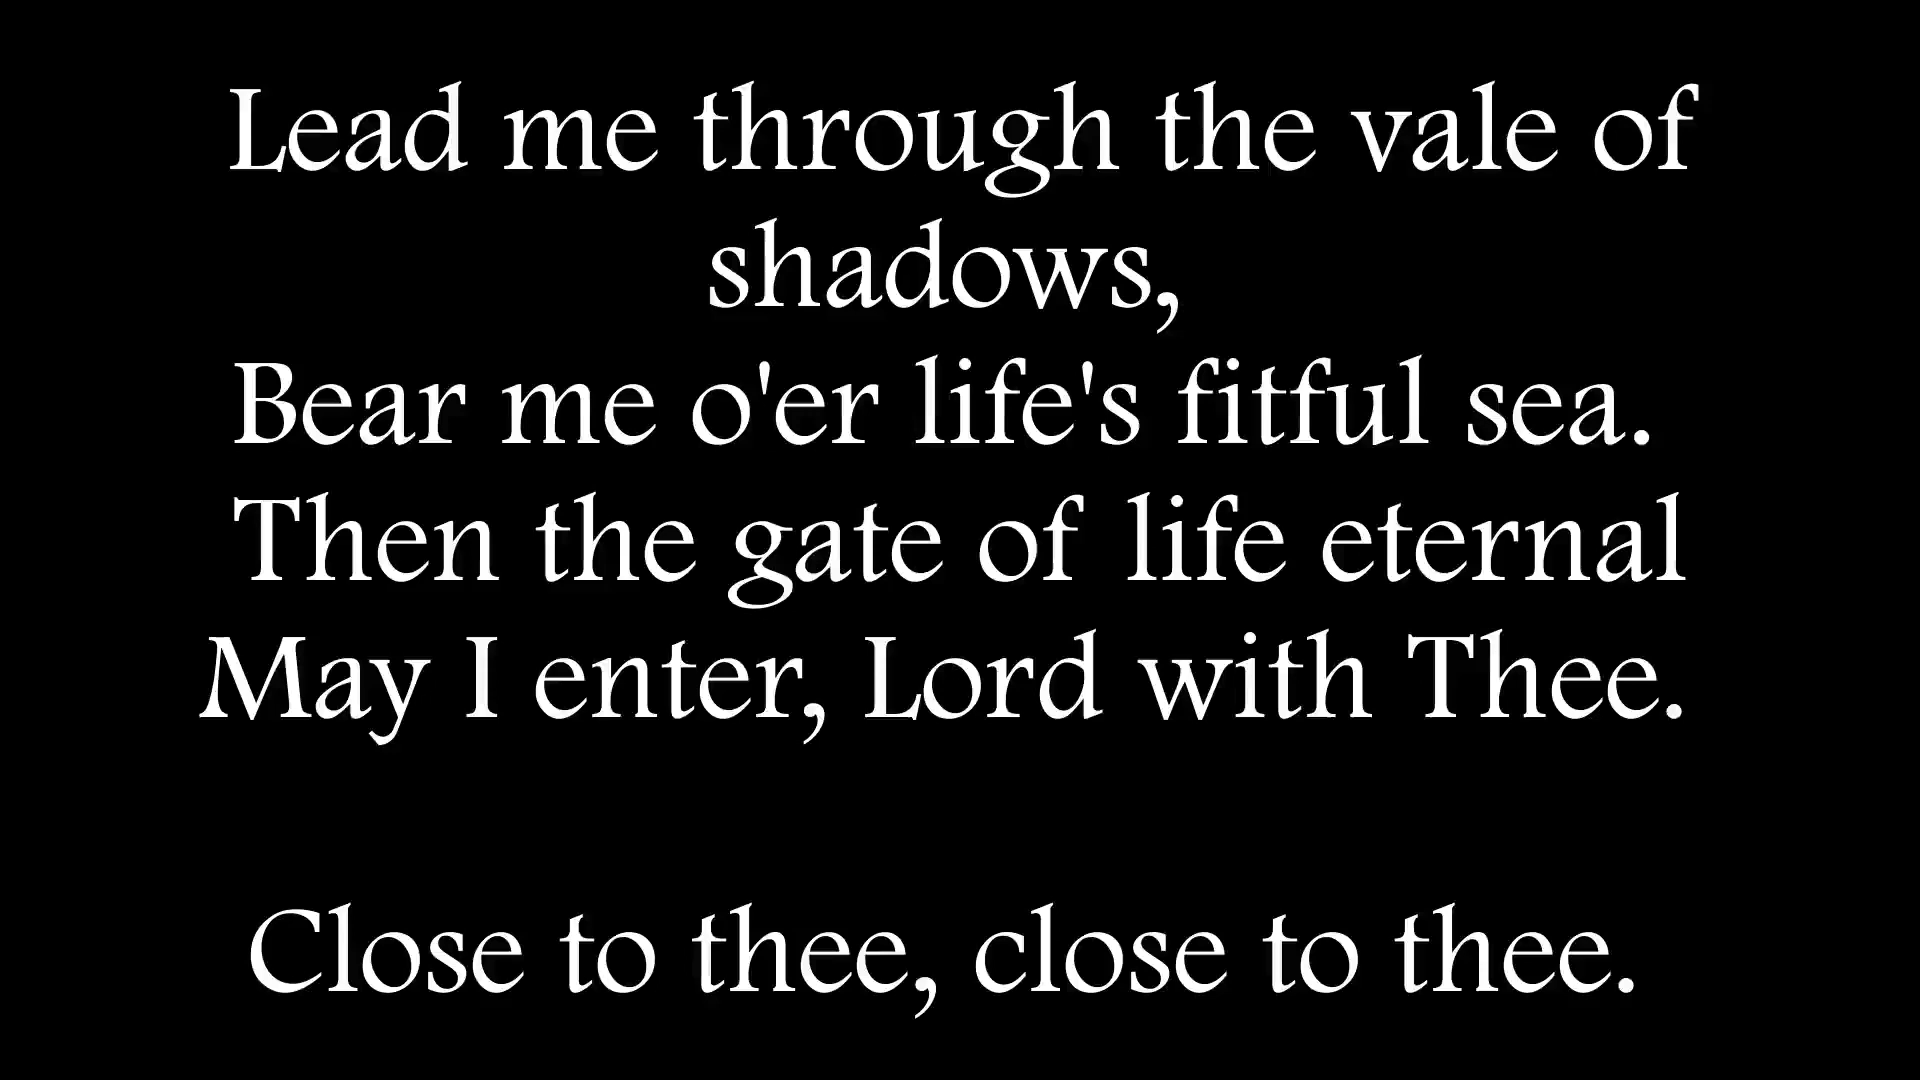 Lead me through the vale of
shadows,
Bear me o'er life's fitful sea.
Then the gate of life eternal
May I enter, Lord with Thee.
Close to thee, close to thee.